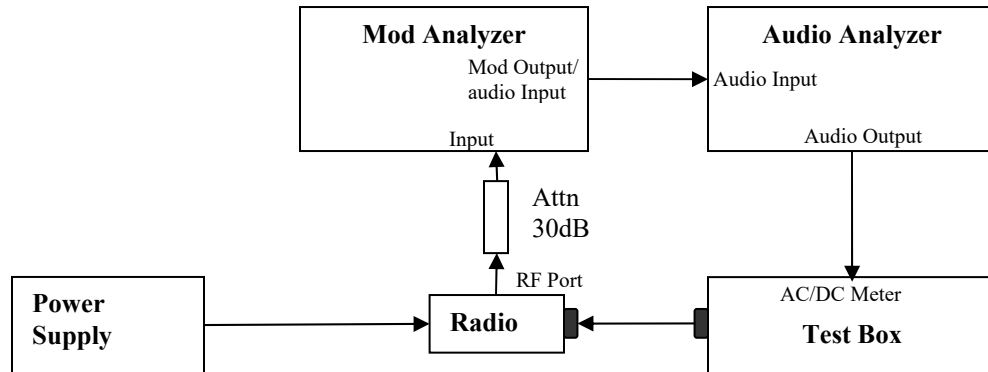 Mod Analyzer
Mod Output/
audio Input
Input
Audio Analyzer
Audio Input
Audio Output
Attn
30dB
RF Port
Power
Supply
Radio
AC/DC Meter
Test Box